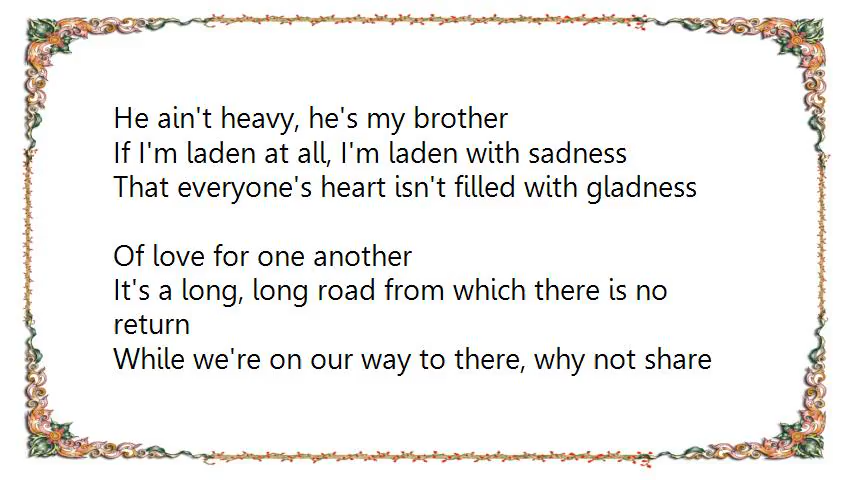 He ain't heavy, he's my brother
If I'm laden at all, I'm laden with sadness
That everyone's heart isn't filled with gladness
Of love for one another
It's a long, long road from which there is no
return
While we're on our way to there, why not share